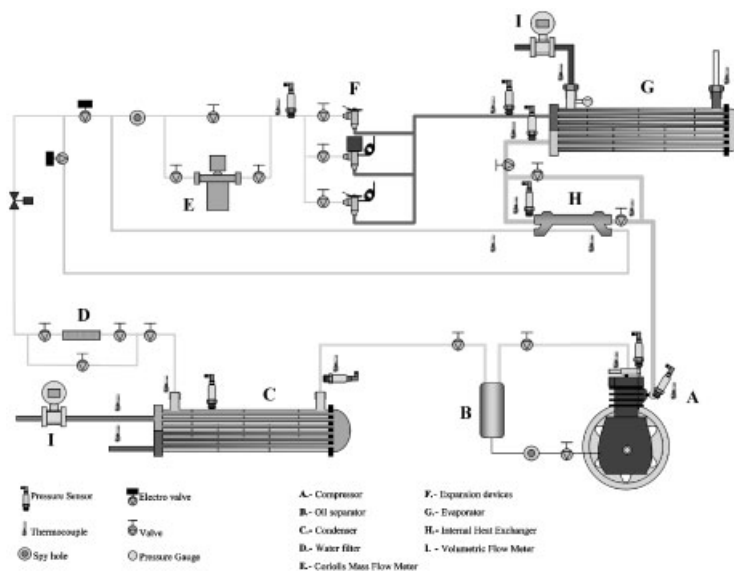 I
F
G
E
H
D
C
B
A
I
Pressure Sensor
Electro valve
A.- Compressor
F.- Expansion devices
Thermocouple
Valve
B.- Oil separator
G.- Evaporator
Spy hole
Pressure Gauge
C.- Condenser
H.- Internal Heat Exchanger
D.- Water filter
I.- Volumetric Flow Meter
E.- Coriolis Mass Flow Meter